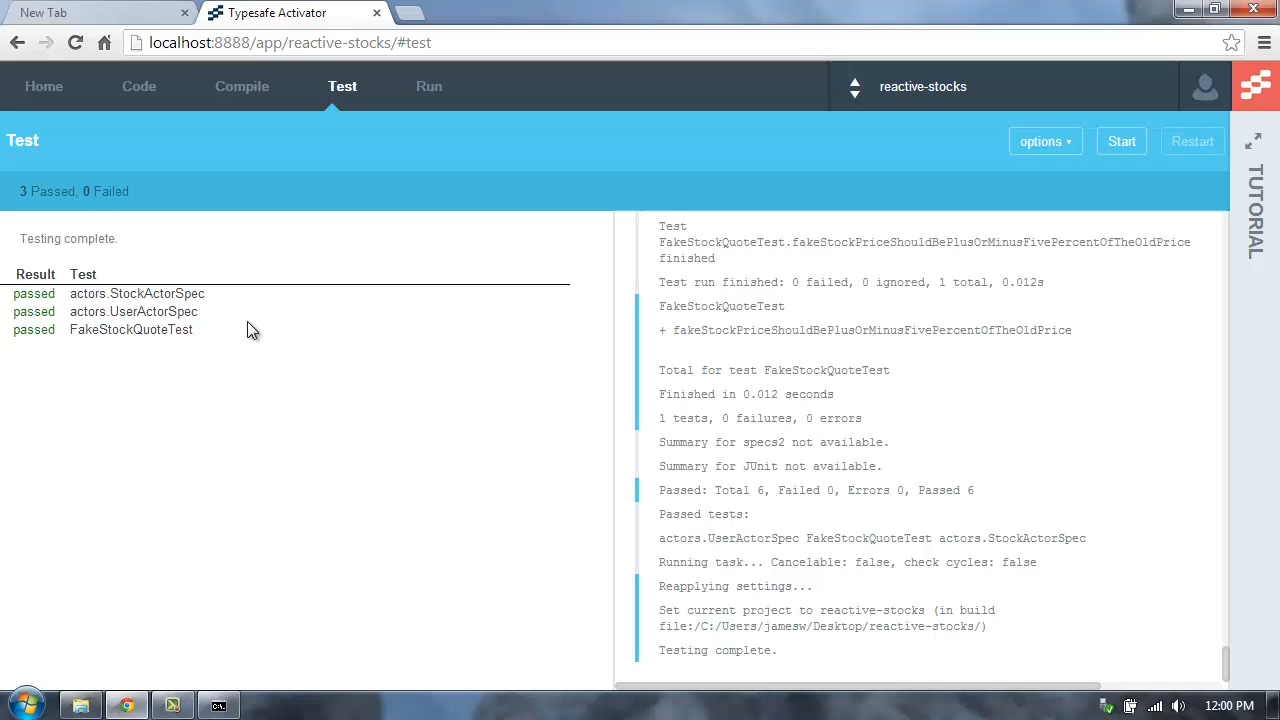 New Tab
Typesafe Activator
localhost:8888/app/reactive-stocks/#test
Home
Code
Compile
Test
Run
reactive-stocks
Test
options
Start
Restart
TUTORIAL
3 Passed, 0 Failed
Testing complete.
Result Test
passed actors.StockActorSpec
passed actors.UserActorSpec
passed FakeStockQuoteTest
Test
FakeStockQuoteTest.fakeStockPriceShouldBePlusOrMinusFivePercentOfTheOldPrice
finished
Test run finished: 0 failed, 0 ignored, 1 total, 0.012s
FakeStockQuoteTest
+ fakeStockPriceShouldBePlusOrMinusFivePercentOfTheOldPrice
Total for test FakeStockQuoteTest
Finished in 0.012 seconds
1 tests, 0 failures, 0 errors
Summary for specs2 not available.
Summary for JUnit not available.
Passed: Total 6, Failed 0, Errors 0, Passed 6
Passed tests:
actors.UserActorSpec FakeStockQuoteTest actors.StockActorSpec
Running task... Cancelable: false, check cycles: false
Reapplying settings...
Set current project to reactive-stocks (in build
file:/C:/Users/jamesw/Desktop/reactive-stocks/)
Testing complete.
12:00 PM